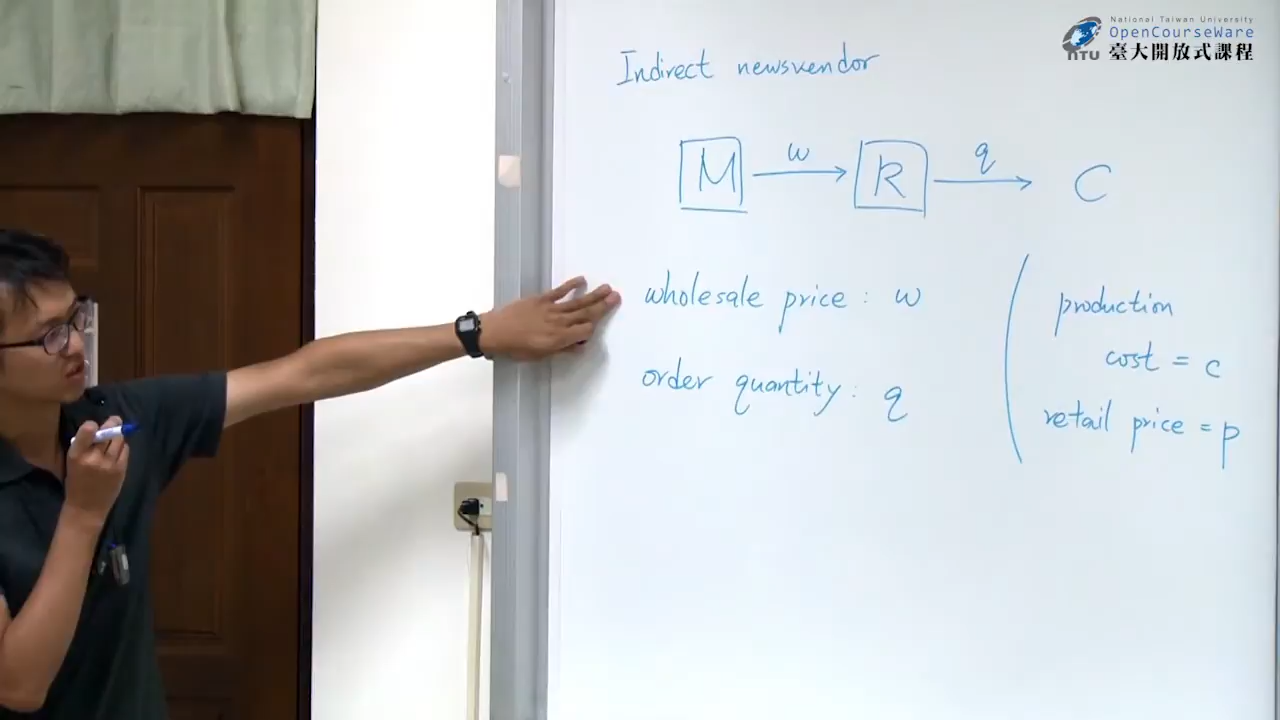 National Taiwan University
OpenCourseWare
NTU 臺大開放式課程
Indirect newsvendor
M w R q C
wholesale price : w
order quantity : q
production
cost = c
retail price = p